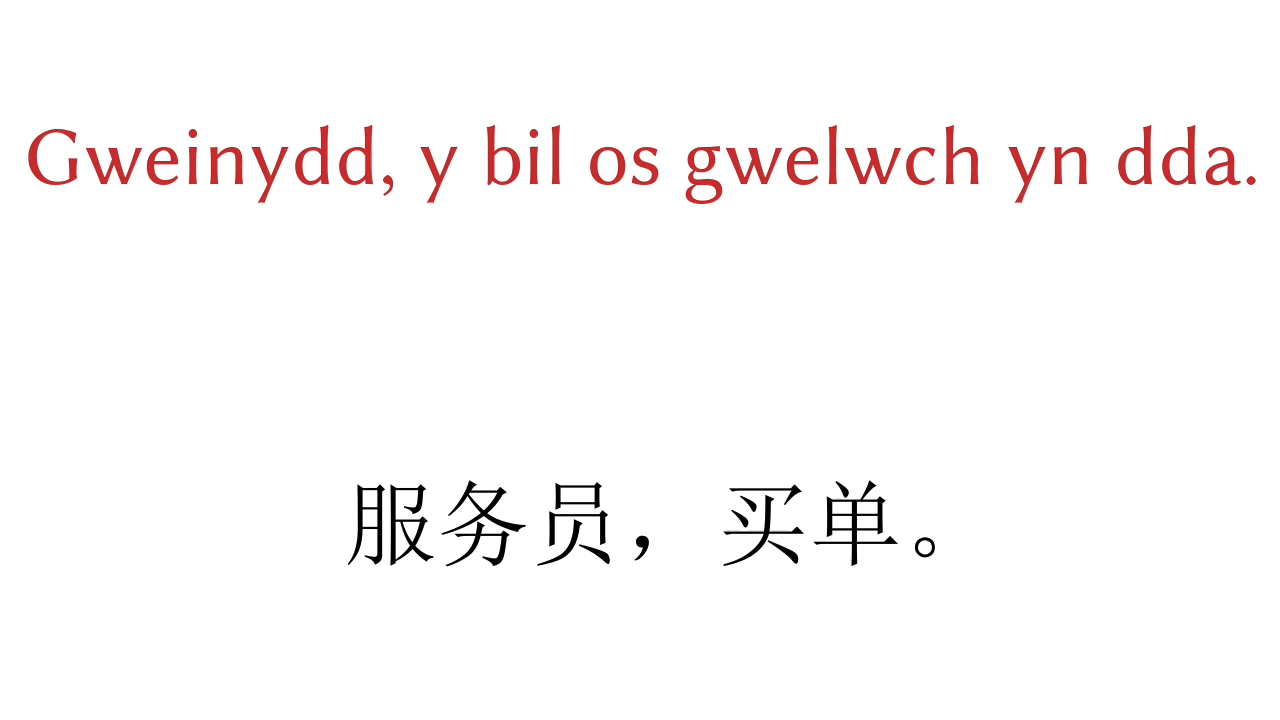 Gweinydd, y bil os gwelwch yn dda.
服务员，买单。